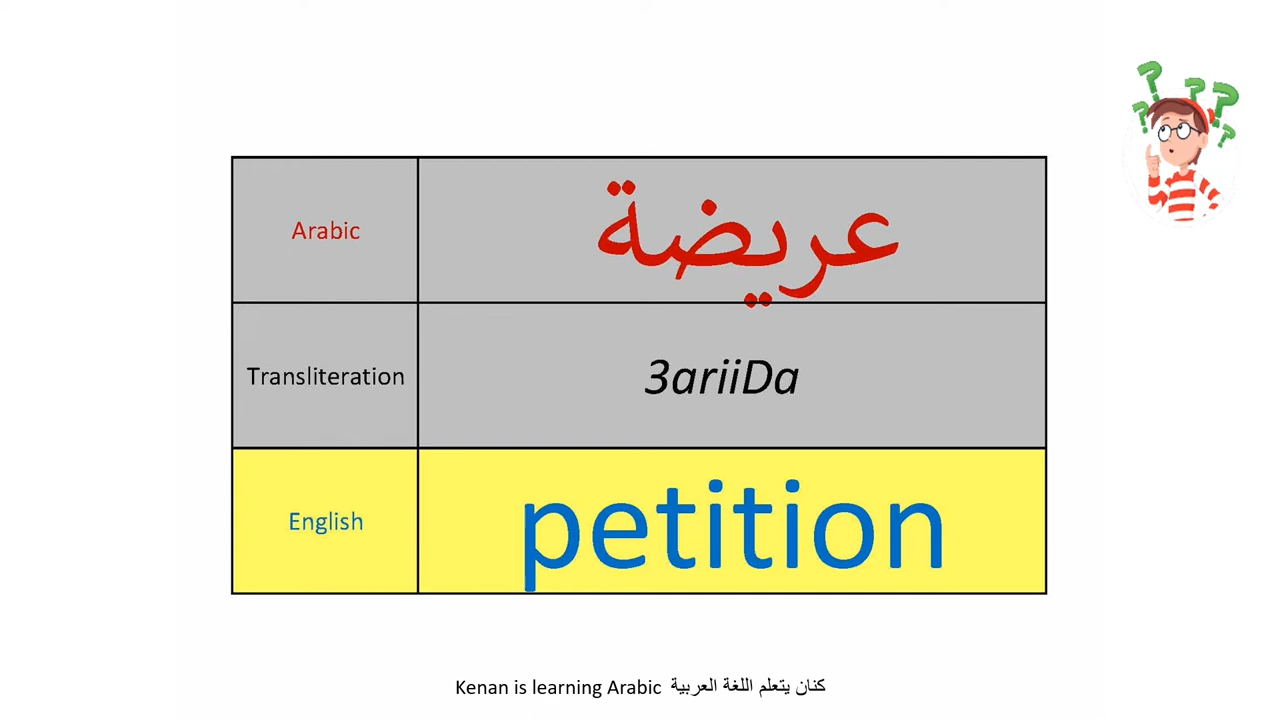 Arabic عريضة
Transliteration 3ariiDa
English petition
Kenan is learning Arabic كنان يتعلم اللغة العربية